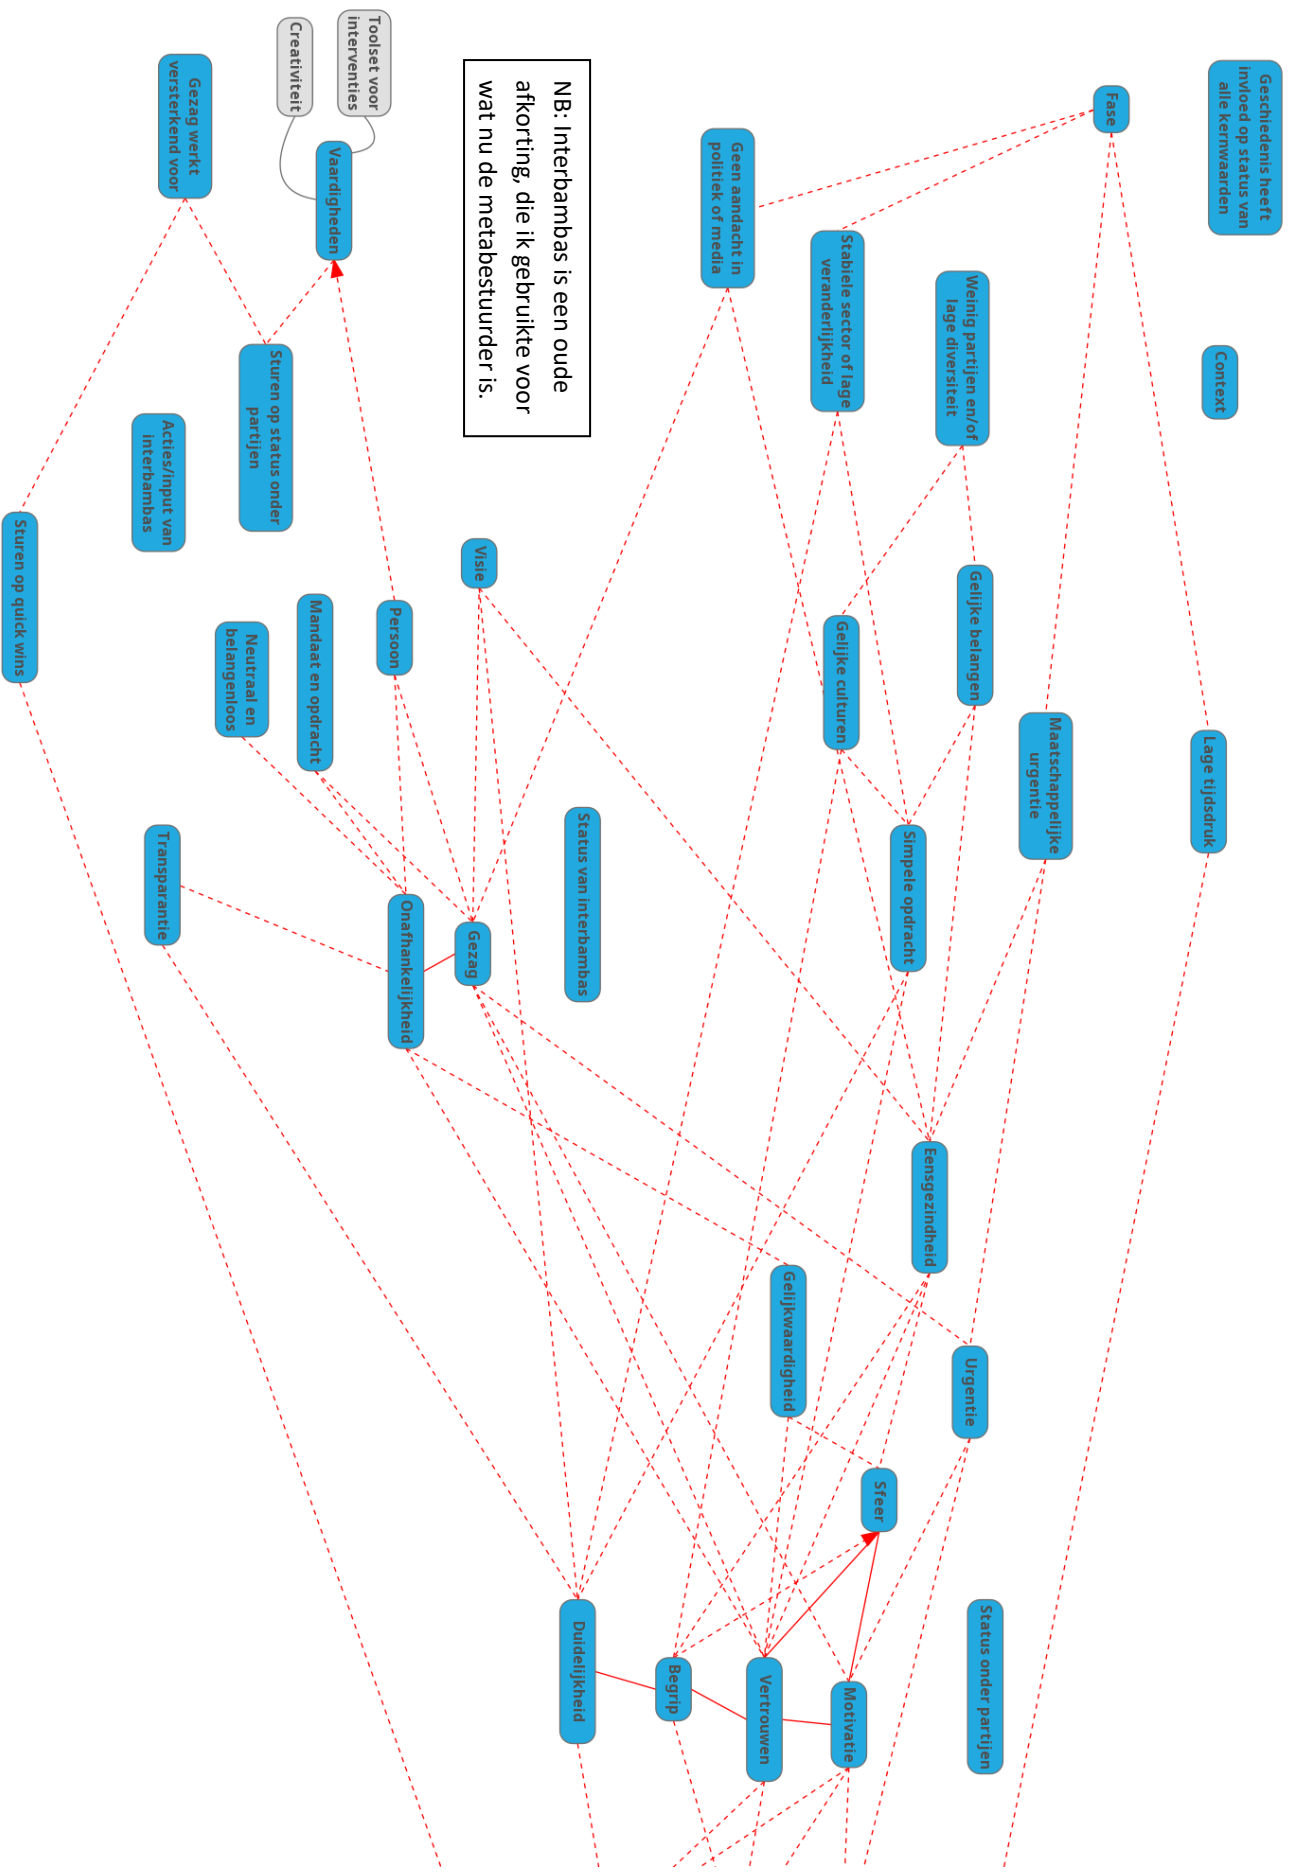 Geschiedenis heeft
invloed op status van
alle kernwaarden
Context
Lage tijdsdruk
Fase
Maatschappelijke
urgentie
Weinig partijen en/of
lage diversiteit
Gelijke belangen
Urgentie
Status onder partijen
Eensgezindheid
Simpele opdracht
Sfeer
Stabiele sector of lage
veranderlijkheid
Gelijke culturen
Motivatie
Gelijkwaardigheid
Vertrouwen
Geen aandacht in
politiek of media
Begrip
Status van interbambas
Duidelijkheid
NB: Interbambas is een oude
afkorting, die ik gebruikte voor
wat nu de metabestuurder is.
Visie
Gezag
Onafhankelijkheid
Persoon
Toolset voor
interventies
Vaardigheden
Mandaat en opdracht
Creativiteit
Sturen op status onder
partijen
Neutraal en
belangenloos
Gezag werkt
versterkend voor
Acties/input van
interbambas
Transparantie
Sturen op quick wins